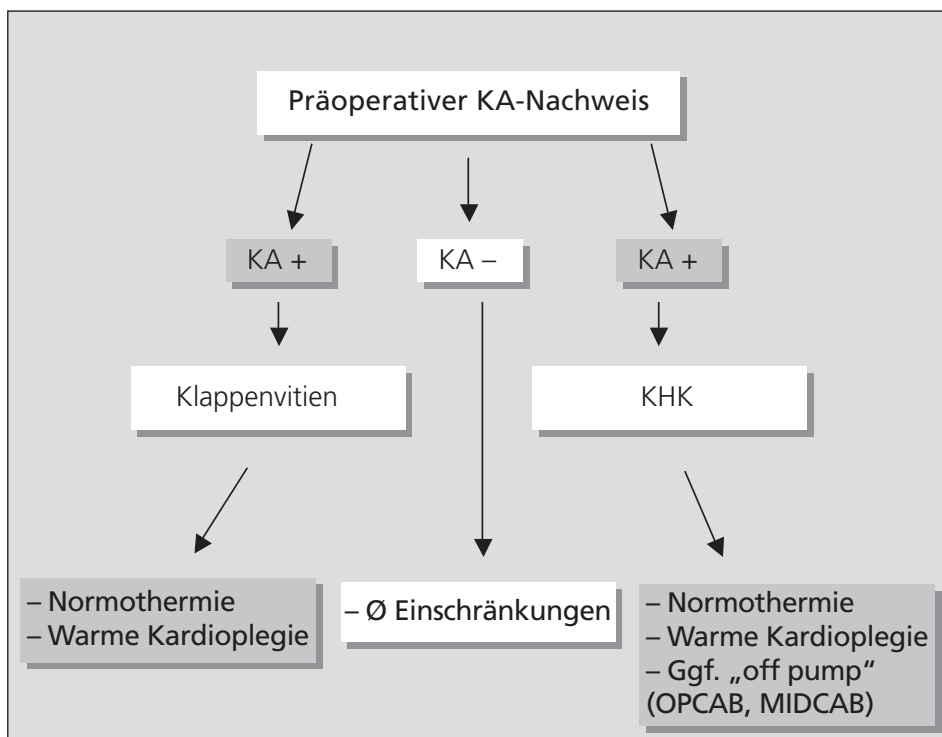 Präoperativer KA-Nachweis
KA +
KA –
KA +
Klappenvitien
KHK
– Normothermie
– Warme Kardioplegie
– Ø Einschränkungen
– Normothermie
– Warme Kardioplegie
– Ggf. „off pump“
(OPCAB, MIDCAB)